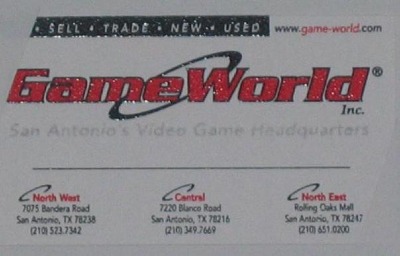 • SELL • TRADE • NEW • USED
www.game-world.com
GameWorld®
Inc.
San Antonio's Video Game Headquarters
North West
7075 Bandera Road
San Antonio, TX 78238
(210) 523.7342
Central
7220 Blanco Road
San Antonio, TX 78216
(210) 349.7669
North East
Rolling Oaks Mall
San Antonio, TX 78247
(210) 651.0200